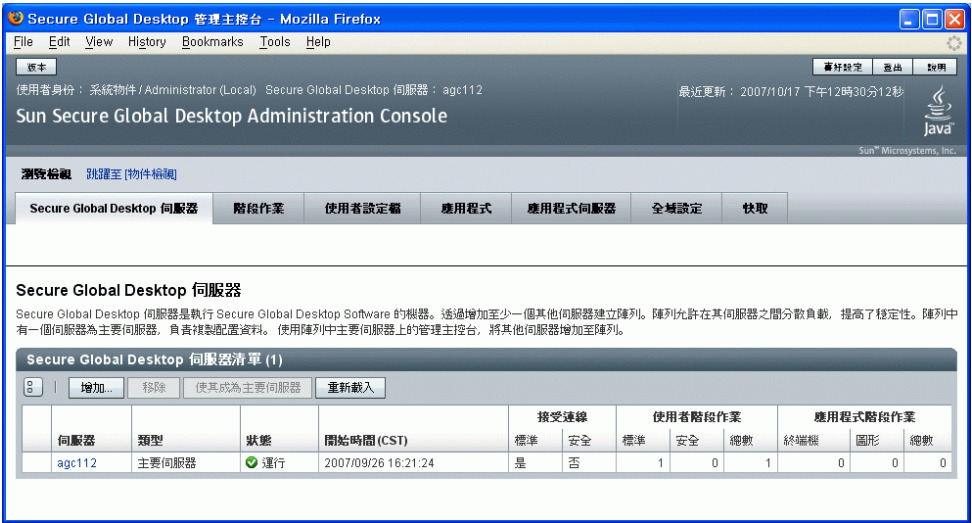 Secure Global Desktop 管理主控台 - Mozilla Firefox
File Edit View History Bookmarks Tools Help
版本 喜好設定 登出 說明
使用者身份： 系統物件 / Administrator (Local) Secure Global Desktop 伺服器： agc112 最近更新： 2007/10/17 下午12時30分12秒
Sun Secure Global Desktop Administration Console
Java™
Sun™ Microsystems, Inc.
瀏覽檢視 跳躍至 [物件檢視]
Secure Global Desktop 伺服器 階段作業 使用者設定檔 應用程式 應用程式伺服器 全域設定 快取
Secure Global Desktop 伺服器
Secure Global Desktop 伺服器是執行 Secure Global Desktop Software 的機器。透過增加至少一個其他伺服器建立陣列。陣列允許在其伺服器之間分散負載，提高了穩定性。陣列中
有一個伺服器為主要伺服器，負責複製配置資料。 使用陣列中主要伺服器上的管理主控台，將其他伺服器增加至陣列。
Secure Global Desktop 伺服器清單 (1)
增加... 移除 使其成為主要伺服器 重新載入
接受連線 使用者階段作業 應用程式階段作業
伺服器 類型 狀態 開始時間 (CST) 標準 安全 標準 安全 總數 終端機 圖形 總數
agc112 主要伺服器 運行 2007/09/26 16:21:24 是 否 1 0 1 0 0 0